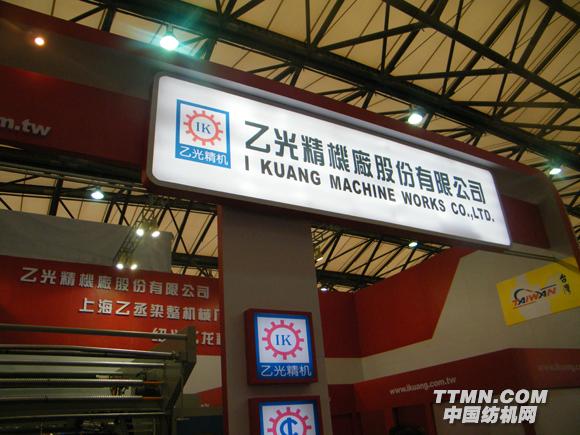 IK
乙光精机
乙光精機廠股份有限公司
I KUANG MACHINE WORKS CO.,LTD.
.com.tw
乙光精機廠股份有限公司
上海乙丞染整机械
IK
乙光精机
TAIWAN
台灣
www.ikuang.com.tw
TTMN.COM
中国纺机网